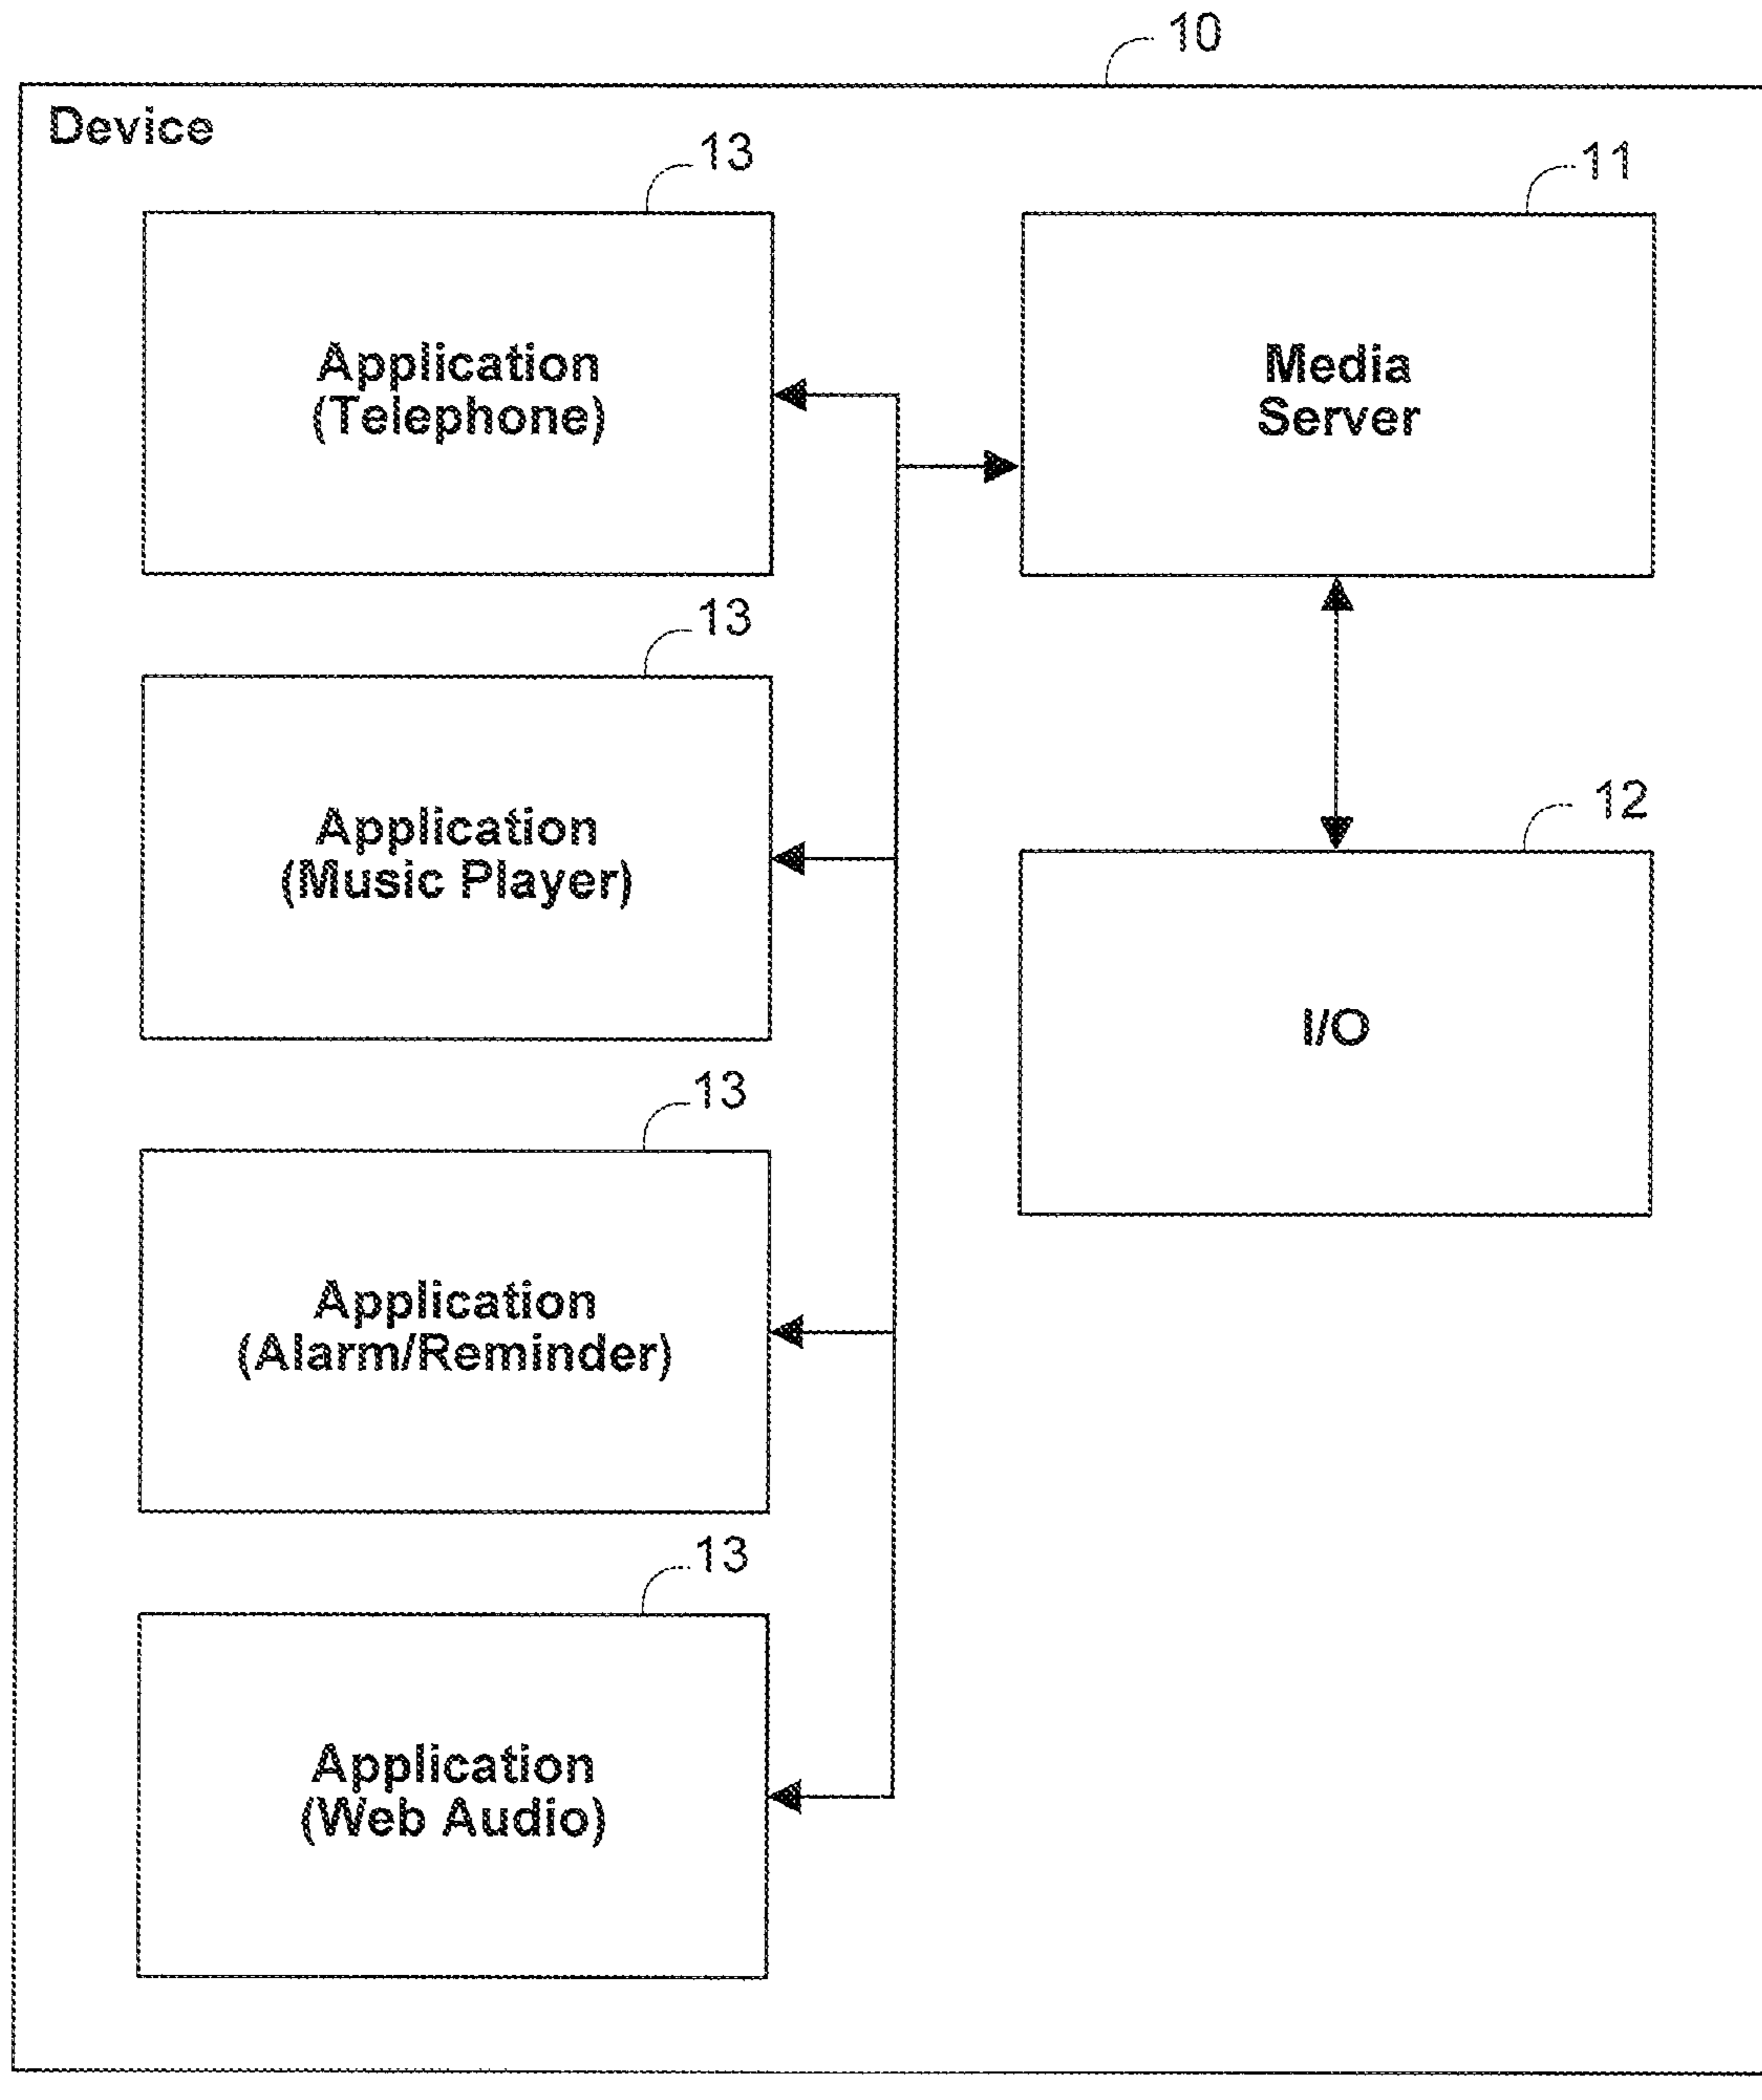 10
Device
13
11
Application
(Telephone)
Media
Server
13
12
Application
(Music Player)
I/O
13
Application
(Alarm/Reminder)
13
Application
(Web Audio)